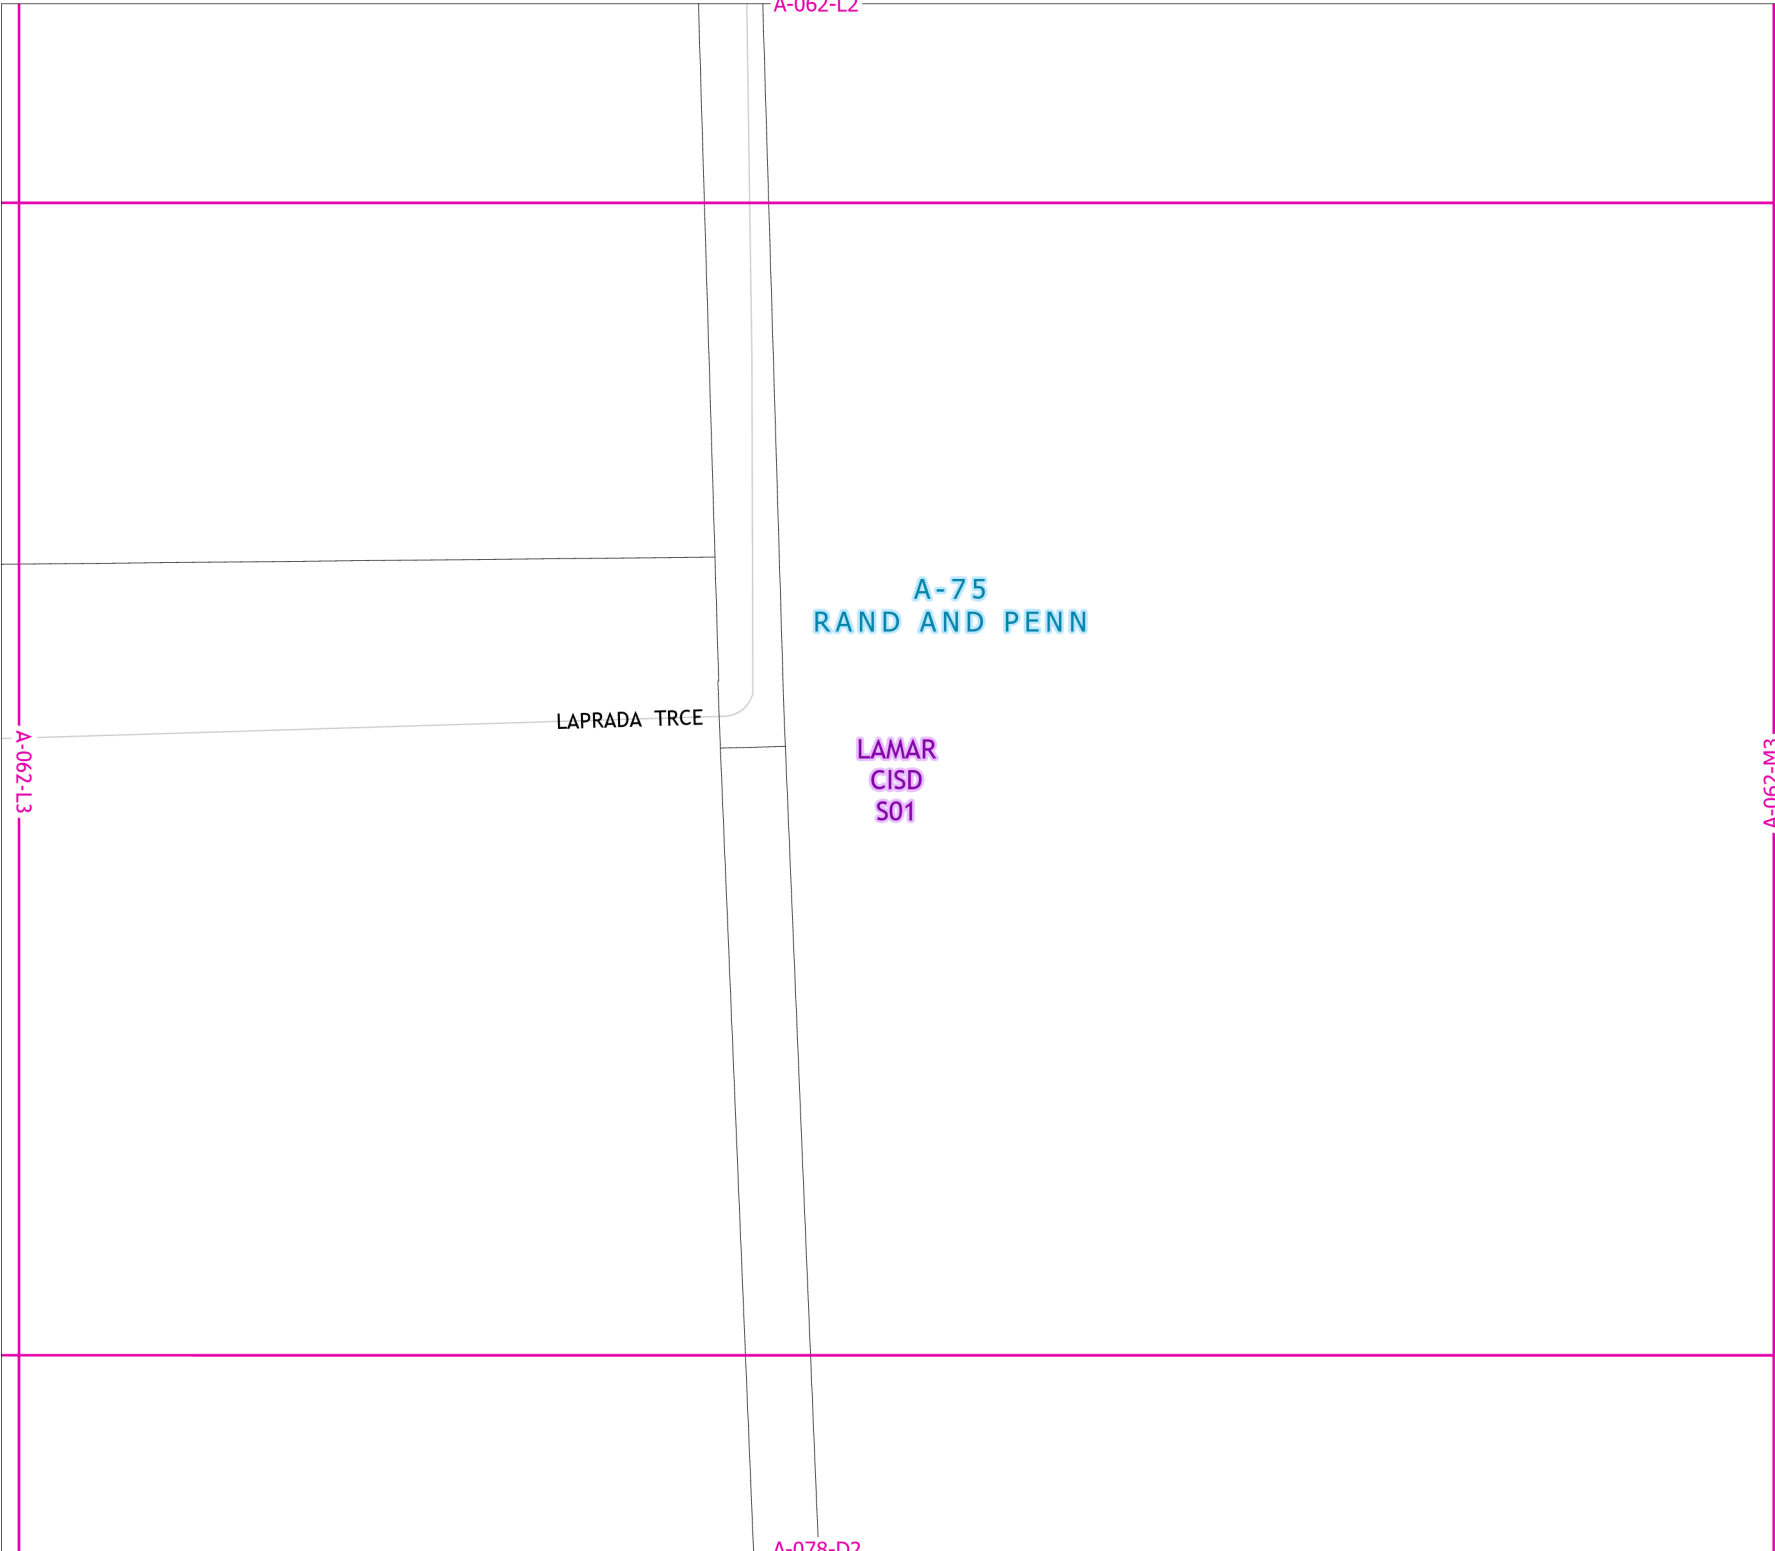 A-062-L2
A-75
RAND AND PENN
LAPRADA TRCE
LAMAR
CISD
S01
A-062-L3
A-062-M3
A-078-D2